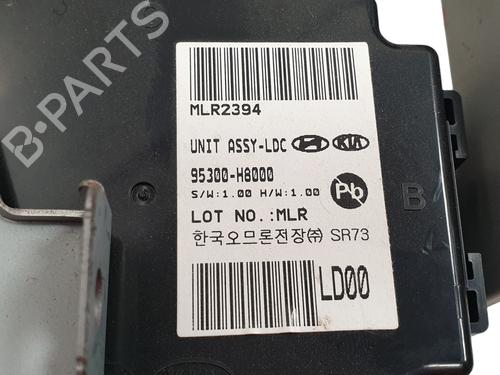 MLR2394
UNIT ASSY-LDC KIA
95300-H8000
S/W:1.00 H/W:1.00
Pb
LOT NO.:MLR
한국오므론전장㈜ SR73
LD00
B
B-PARTS